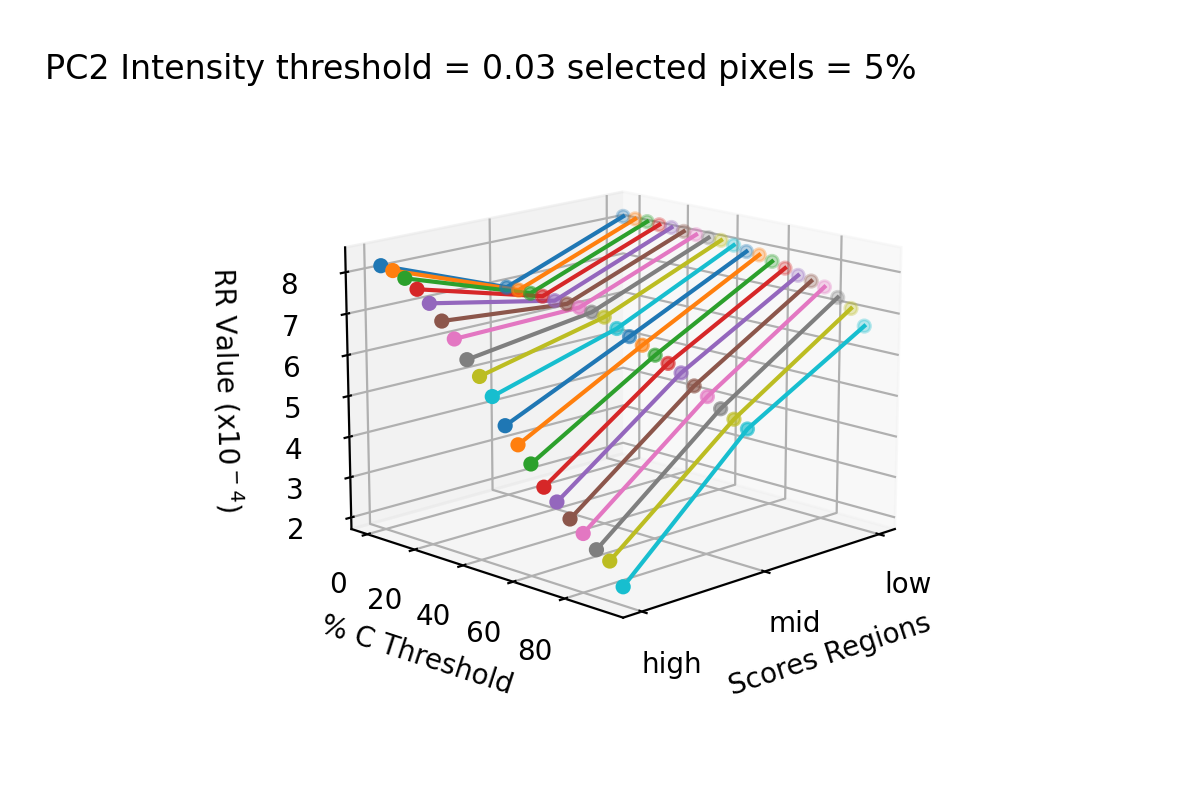 PC2 Intensity threshold = 0.03 selected pixels = 5%
RR Value (x10⁻⁴)
8
7
6
5
4
3
2
0
20
40
60
80
% C Threshold
high
mid
low
Scores Regions